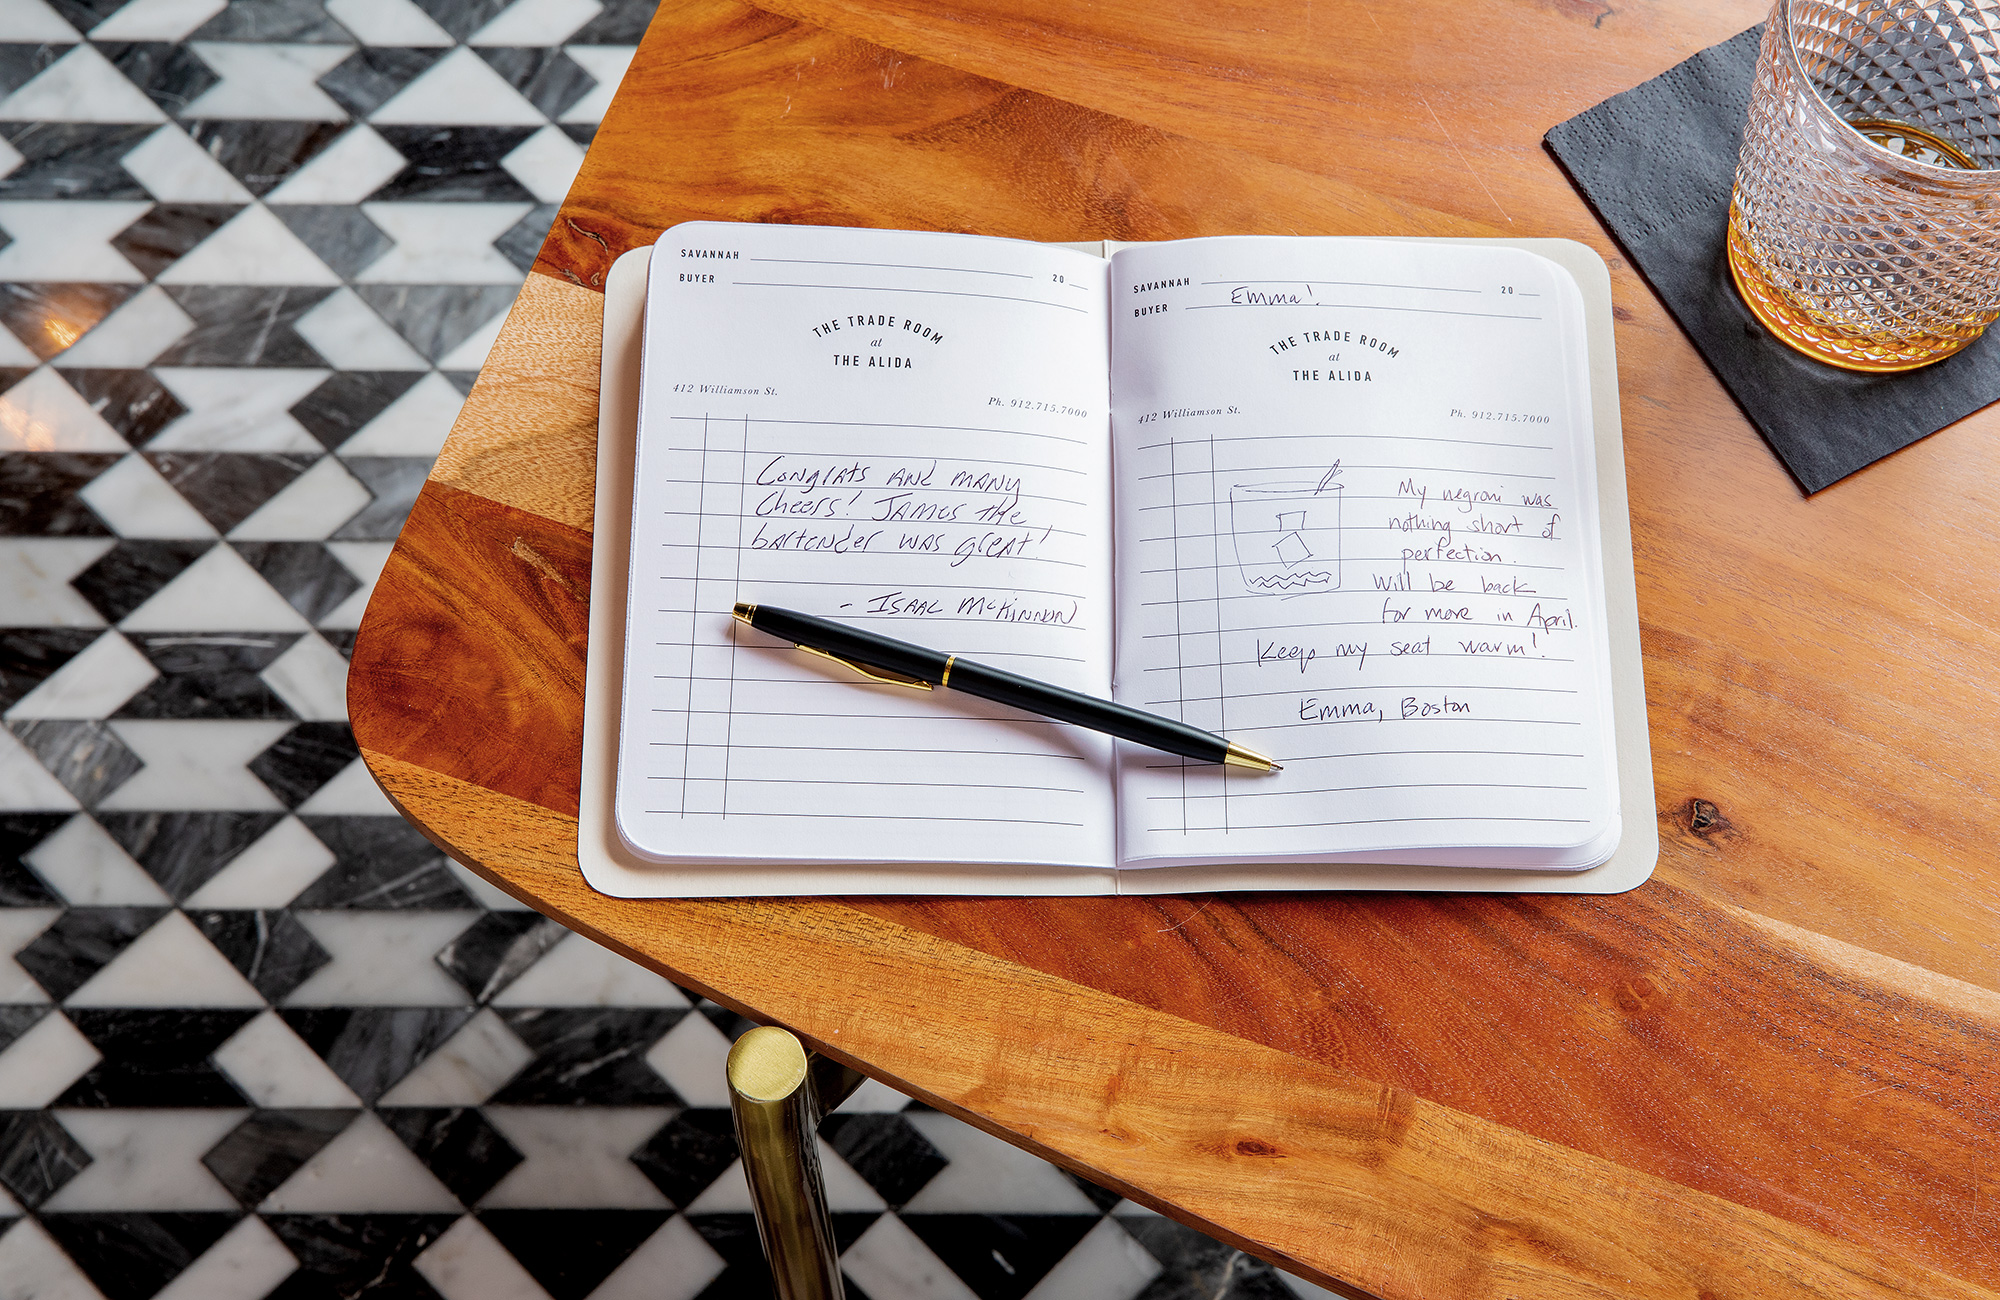 SAVANNAH 20
BUYER
THE TRADE ROOM
at
THE ALIDA
412 Williamson St. Ph. 912.715.7000
Congrats and many
Cheers! James the
bartender was great!
- Isaac McKinnon
SAVANNAH 20
BUYER Emma!
THE TRADE ROOM
at
THE ALIDA
412 Williamson St. Ph. 912.715.7000
My negroni was
nothing short of
perfection.
Will be back
for more in April.
Keep my seat warm!
Emma, Boston